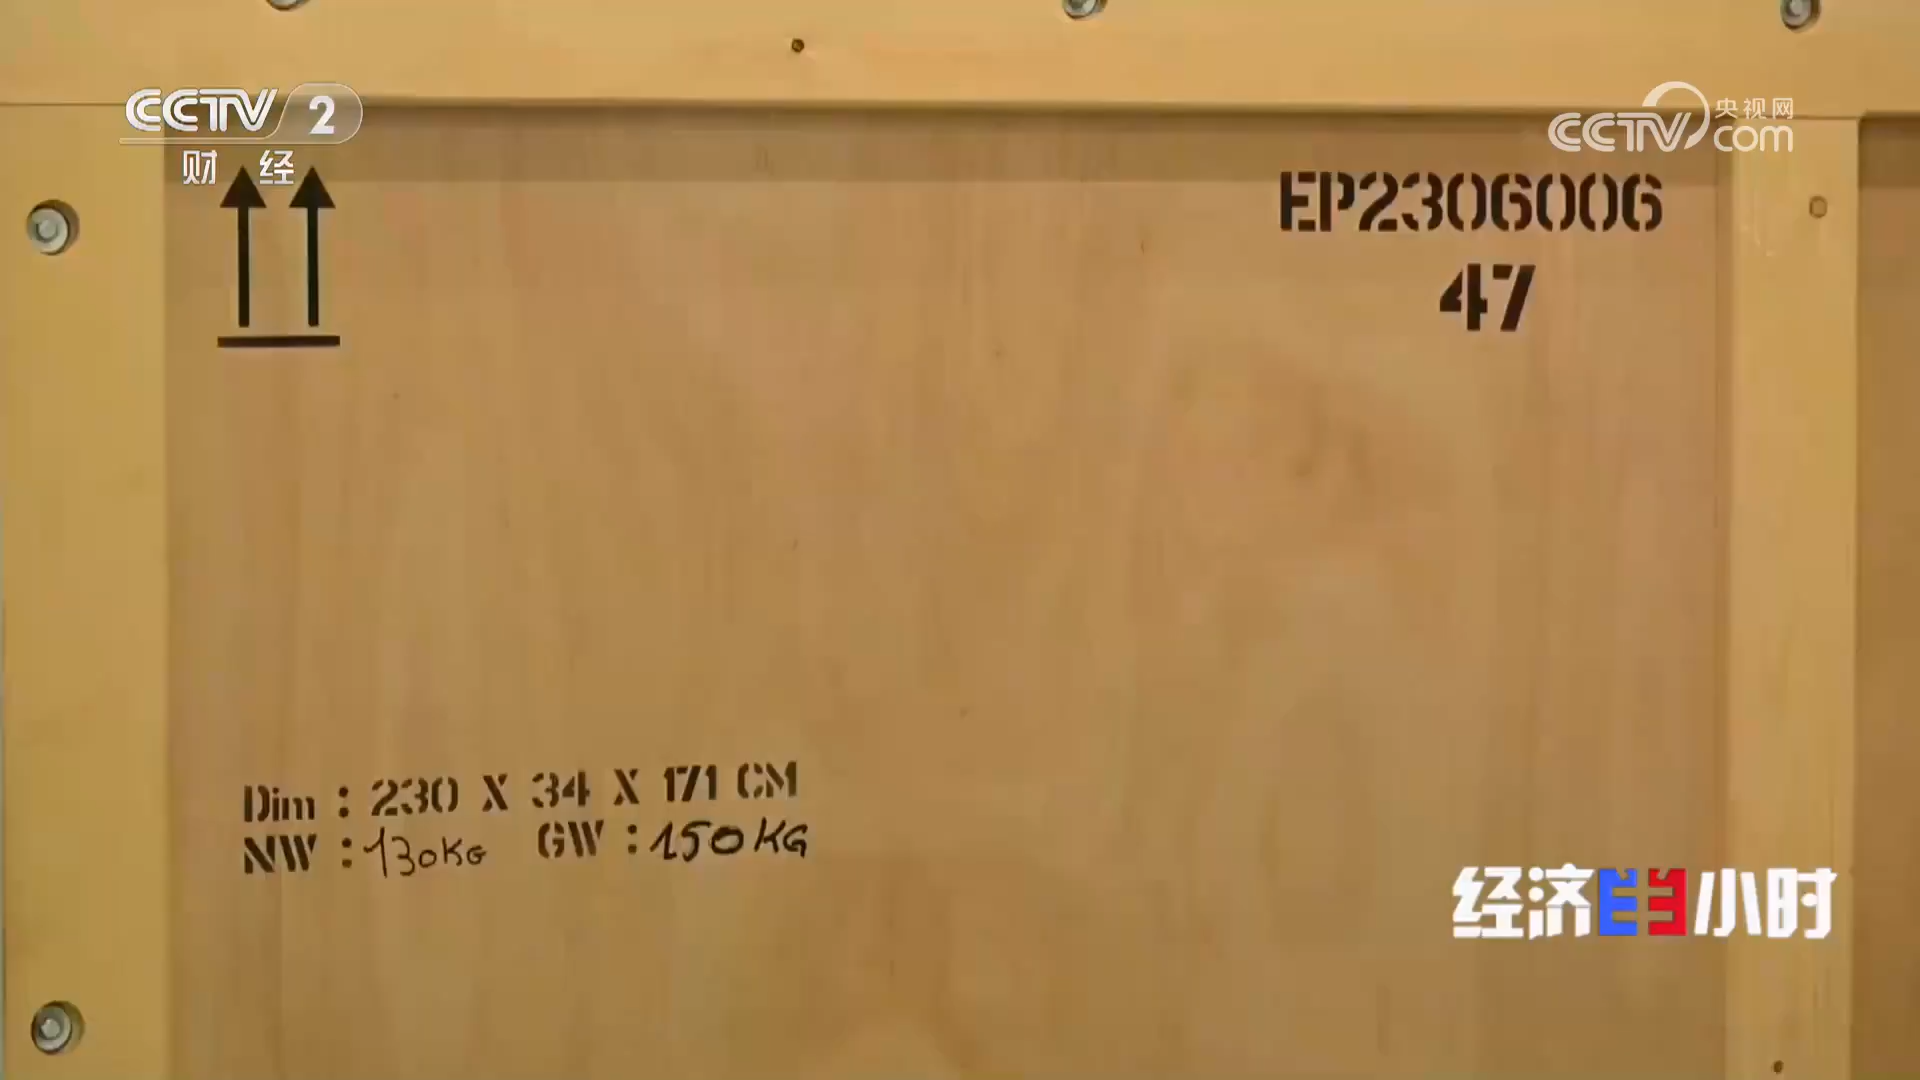 CCTV 2
财 经
央视网
CCTV com
EP2306006
47
Dim : 230 X 34 X 171 CM
NW : 130KG GW : 150KG
经济半小时